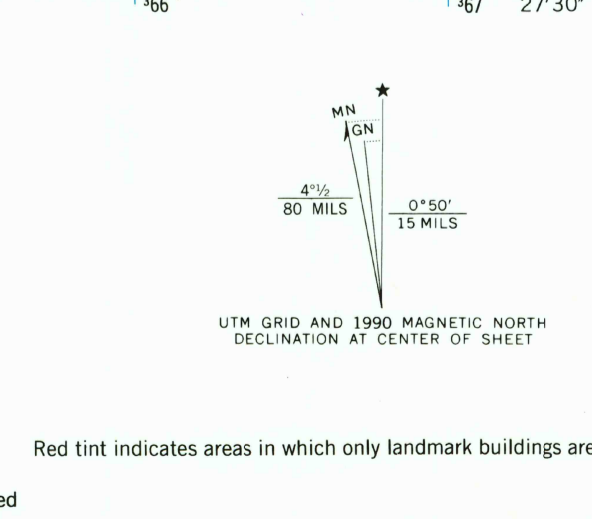 ³66 ³67 27'30"
★
MN
GN
4°½
80 MILS
0°50'
15 MILS
UTM GRID AND 1990 MAGNETIC NORTH
DECLINATION AT CENTER OF SHEET
Red tint indicates areas in which only landmark buildings are
ed